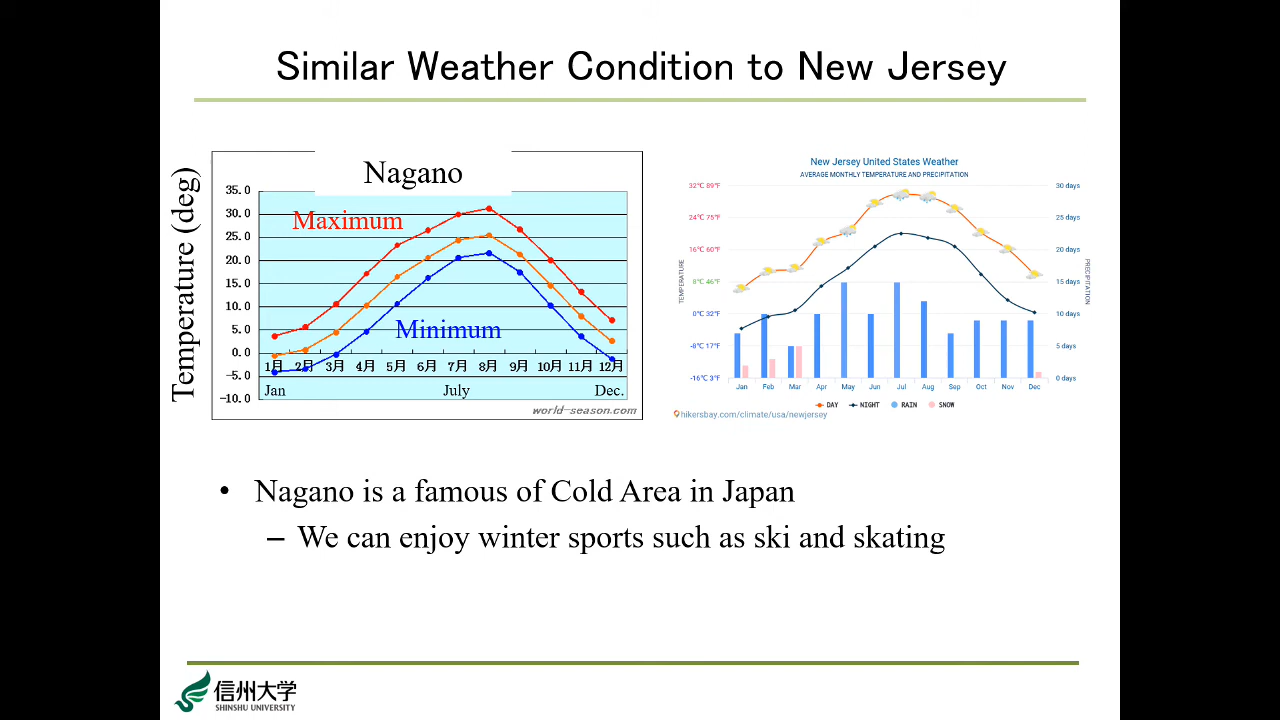 Similar Weather Condition to New Jersey
Nagano
Temperature (deg)
35.0
30.0
25.0
20.0
15.0
10.0
5.0
0.0
−5.0
−10.0
Maximum
Minimum
1月 2月 3月 4月 5月 6月 7月 8月 9月 10月 11月 12月
Jan July Dec.
world-season.com
New Jersey United States Weather
AVERAGE MONTHLY TEMPERATURE AND PRECIPITATION
TEMPERATURE
32°C 89°F
24°C 75°F
16°C 60°F
8°C 46°F
0°C 32°F
-8°C 17°F
-16°C 3°F
30 days
25 days
20 days
15 days
10 days
5 days
0 days
PRECIPITATION
Jan Feb Mar Apr May Jun Jul Aug Sep Oct Nov Dec
DAY NIGHT RAIN SNOW
hikersbay.com/climate/usa/newjersey
• Nagano is a famous of Cold Area in Japan
– We can enjoy winter sports such as ski and skating
信州大学
SHINSHU UNIVERSITY